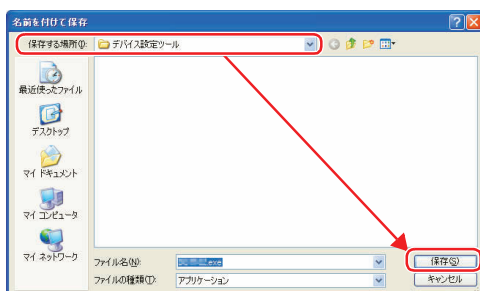 名前を付けて保存
保存する場所(I): デバイス設定ツール
最近使ったファイル
デスクトップ
マイ ドキュメント
マイ コンピュータ
マイ ネットワーク
ファイル名(N): .exe
保存(S)
ファイルの種類(T): アプリケーション
キャンセル